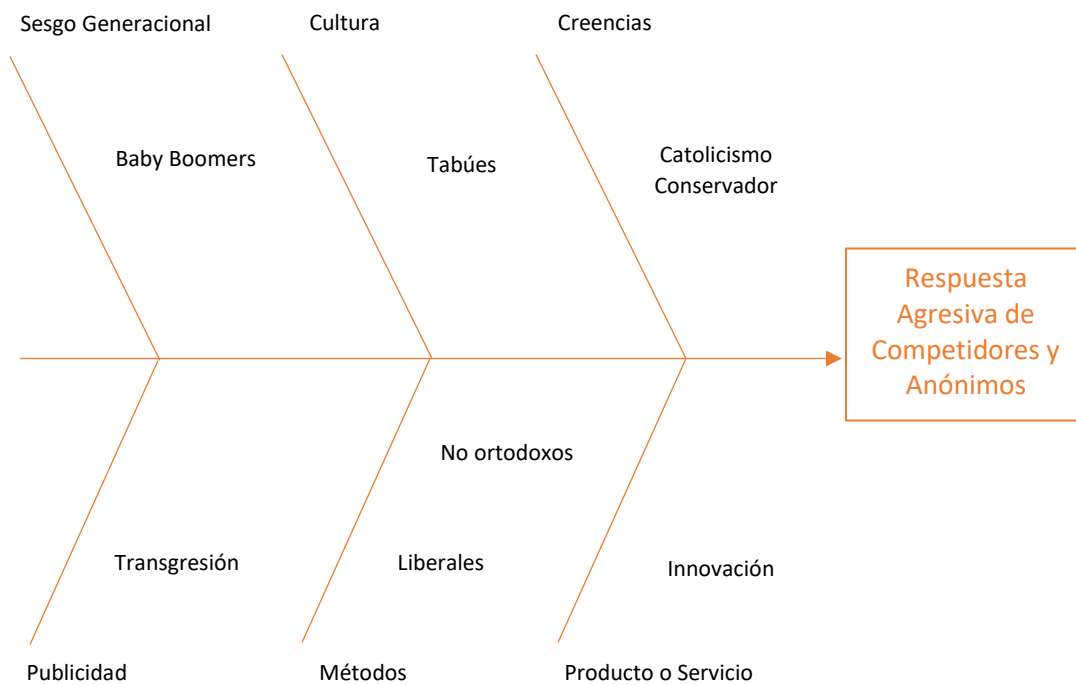 Sesgo Generacional
Cultura
Creencias
Baby Boomers
Tabúes
Catolicismo
Conservador
Respuesta
Agresiva de
Competidores y
Anónimos
No ortodoxos
Transgresión
Liberales
Innovación
Publicidad
Métodos
Producto o Servicio